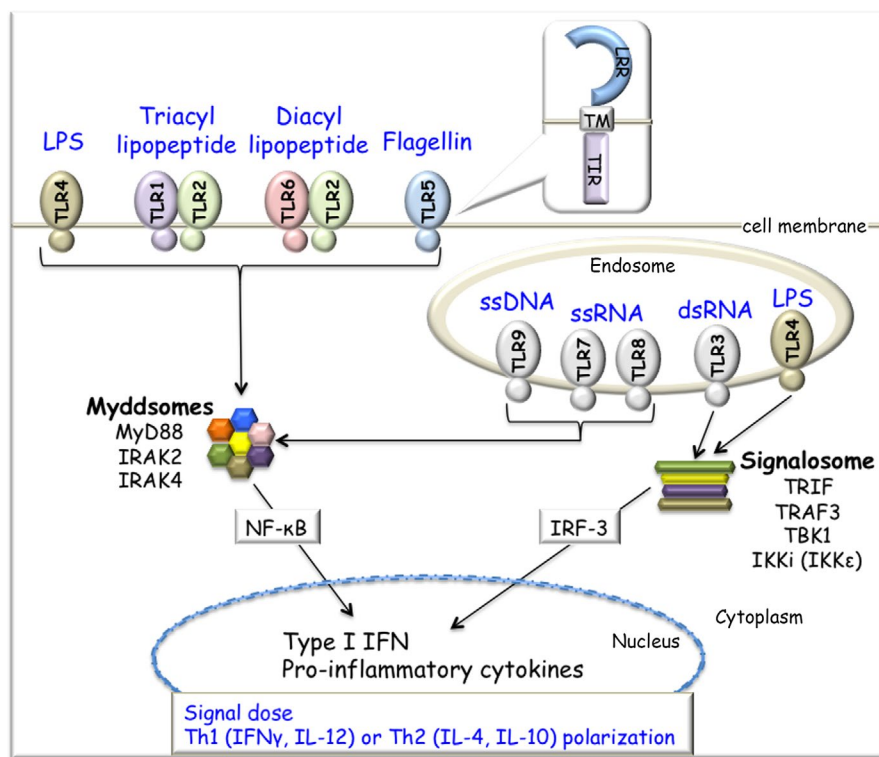 LRR
TM
TIR
LPS
Triacyl
lipopeptide
Diacyl
lipopeptide
Flagellin
TLR4
TLR1
TLR2
TLR6
TLR2
TLR5
cell membrane
Endosome
ssDNA
ssRNA
dsRNA
LPS
TLR9
TLR7
TLR8
TLR3
TLR4
Myddsomes
MyD88
IRAK2
IRAK4
Signalosome
TRIF
TRAF3
TBK1
IKKi (IKKε)
NF-κB
IRF-3
Cytoplasm
Nucleus
Type I IFN
Pro-inflammatory cytokines
Signal dose
Th1 (IFNγ, IL-12) or Th2 (IL-4, IL-10) polarization